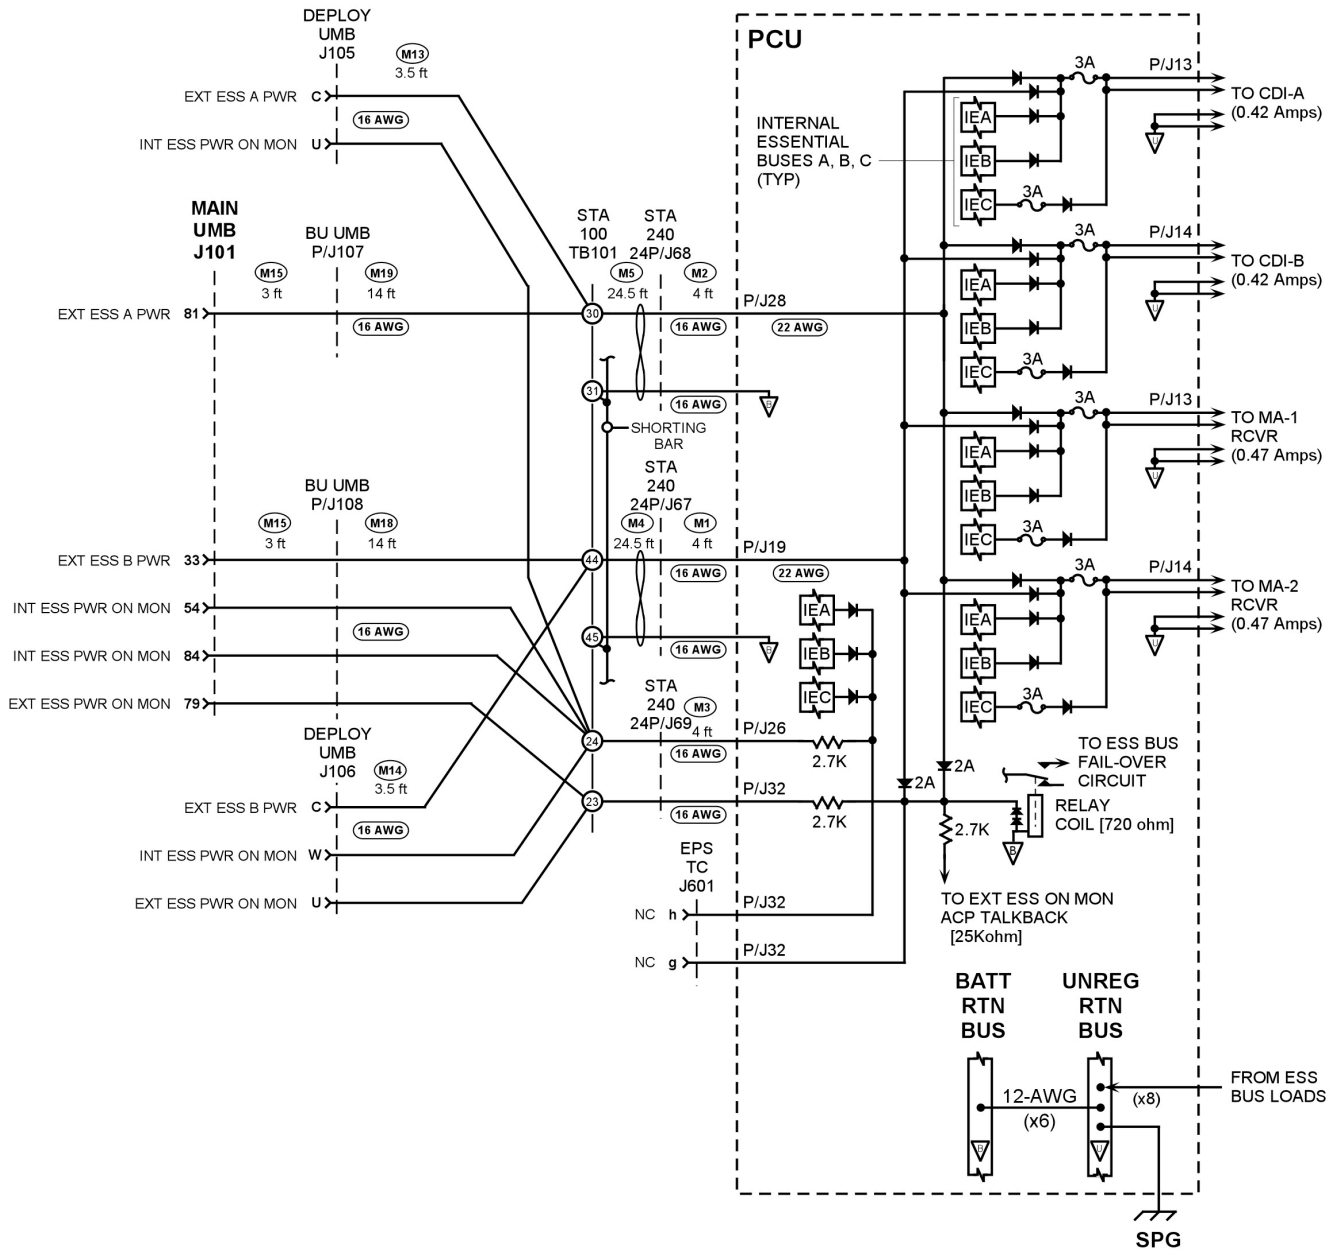 DEPLOY
UMB
J105
M13
3.5 ft
EXT ESS A PWR C
16 AWG
INT ESS PWR ON MON U
MAIN
UMB
J101
BU UMB
P/J107
M15
3 ft
M19
14 ft
EXT ESS A PWR 81
16 AWG
STA
100
TB101
STA
240
24P/J68
M5
24.5 ft
M2
4 ft
P/J28
30
16 AWG
22 AWG
31
16 AWG
B
SHORTING
BAR
BU UMB
P/J108
M15
3 ft
M18
14 ft
STA
240
24P/J67
M4
24.5 ft
M1
4 ft
P/J19
EXT ESS B PWR 33
44
16 AWG
22 AWG
INT ESS PWR ON MON 54
16 AWG
INT ESS PWR ON MON 84
EXT ESS PWR ON MON 79
45
16 AWG
B
IEA
IEB
IEC
STA
240
24P/J69
M3
4 ft
P/J26
24
16 AWG
2.7K
DEPLOY
UMB
J106
M14
3.5 ft
EXT ESS B PWR C
16 AWG
INT ESS PWR ON MON W
EXT ESS PWR ON MON U
23
P/J32
16 AWG
2.7K
EPS
TC
J601
NC h
P/J32
NC g
P/J32
PCU
INTERNAL
ESSENTIAL
BUSES A, B, C
(TYP)
3A
P/J13
TO CDI-A
(0.42 Amps)
IEA
IEB
IEC
3A
U
3A
P/J14
TO CDI-B
(0.42 Amps)
IEA
IEB
IEC
3A
U
3A
P/J13
TO MA-1
RCVR
(0.47 Amps)
IEA
IEB
IEC
3A
U
3A
P/J14
TO MA-2
RCVR
(0.47 Amps)
IEA
IEB
IEC
3A
U
2A
2A
TO ESS BUS
FAIL-OVER
CIRCUIT
RELAY
COIL [720 ohm]
B
2.7K
TO EXT ESS ON MON
ACP TALKBACK
[25Kohm]
BATT
RTN
BUS
UNREG
RTN
BUS
12-AWG
(x6)
(x8)
FROM ESS
BUS LOADS
B
U
SPG